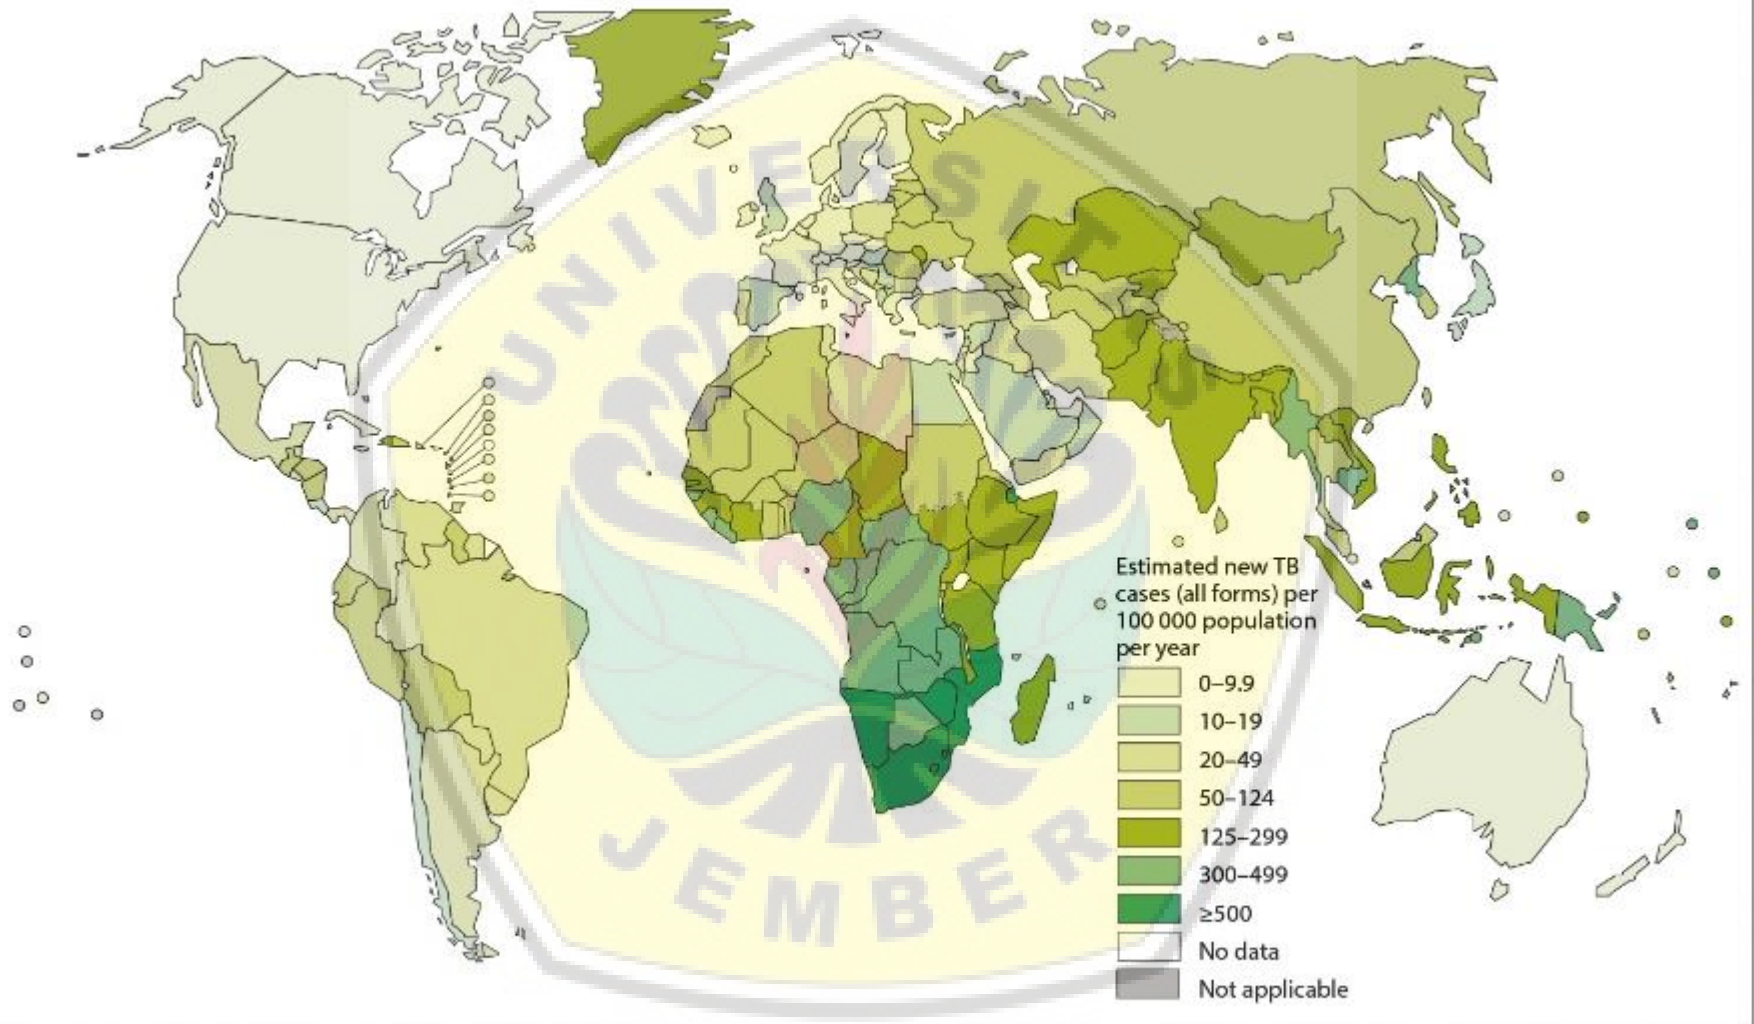 UNIVERSITAS
JEMBER
Estimated new TB
cases (all forms) per
100 000 population
per year
0–9.9
10–19
20–49
50–124
125–299
300–499
≥500
No data
Not applicable